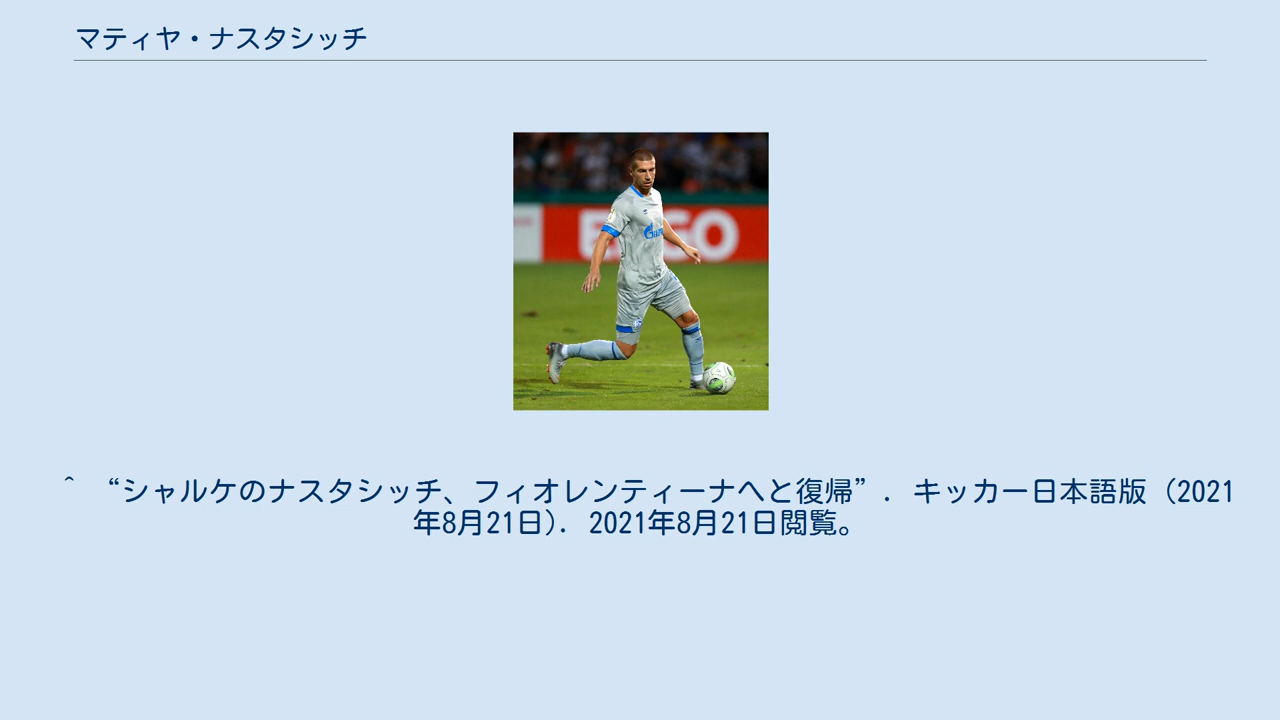 マティヤ・ナスタシッチ
^ “シャルケのナスタシッチ、フィオレンティーナへと復帰”. キッカー日本語版 (2021
年8月21日). 2021年8月21日閲覧。